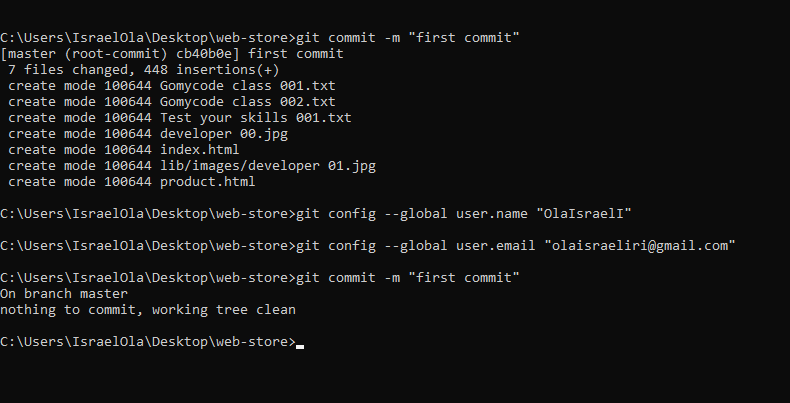 C:\Users\IsraelOla\Desktop\web-store>git commit -m "first commit"
[master (root-commit) cb40b0e] first commit
 7 files changed, 448 insertions(+)
 create mode 100644 Gomycode class 001.txt
 create mode 100644 Gomycode class 002.txt
 create mode 100644 Test your skills 001.txt
 create mode 100644 developer 00.jpg
 create mode 100644 index.html
 create mode 100644 lib/images/developer 01.jpg
 create mode 100644 product.html
C:\Users\IsraelOla\Desktop\web-store>git config --global user.name "OlaIsraelI"
C:\Users\IsraelOla\Desktop\web-store>git config --global user.email "olaisraeliri@gmail.com"
C:\Users\IsraelOla\Desktop\web-store>git commit -m "first commit"
On branch master
nothing to commit, working tree clean
C:\Users\IsraelOla\Desktop\web-store>